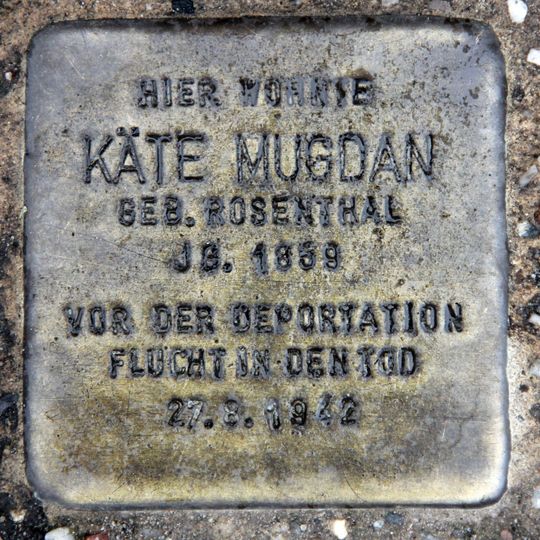 HIER WOHNTE
KÄTE MUGDAN
GEB. ROSENTHAL
JG. 1859
VOR DER DEPORTATION
FLUCHT IN DEN TOD
27.8.1942